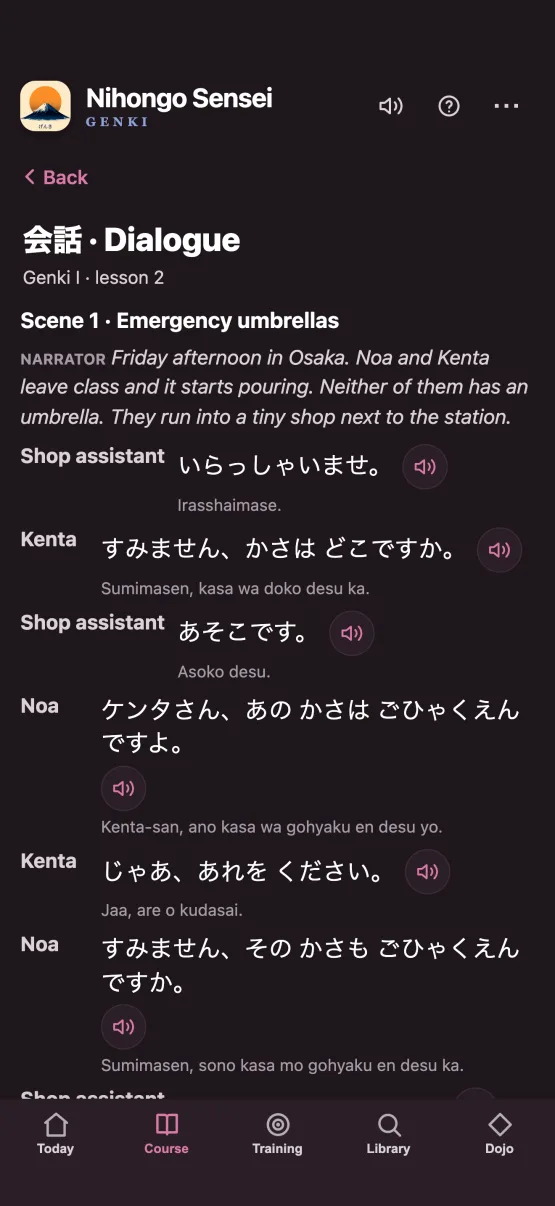 Nihongo Sensei
GENKI
げんき
Back
会話 · Dialogue
Genki I · lesson 2
Scene 1 · Emergency umbrellas
NARRATOR Friday afternoon in Osaka. Noa and Kenta
leave class and it starts pouring. Neither of them has an
umbrella. They run into a tiny shop next to the station.
Shop assistant いらっしゃいませ。
Irasshaimase.
Kenta すみません、かさは どこですか。
Sumimasen, kasa wa doko desu ka.
Shop assistant あそこです。
Asoko desu.
Noa ケンタさん、あの かさは ごひゃくえん
ですよ。
Kenta-san, ano kasa wa gohyaku en desu yo.
Kenta じゃあ、あれを ください。
Jaa, are o kudasai.
Noa すみません、その かさも ごひゃくえん
ですか。
Sumimasen, sono kasa mo gohyaku en desu ka.
Shop assistant
Today
Course
Training
Library
Dojo